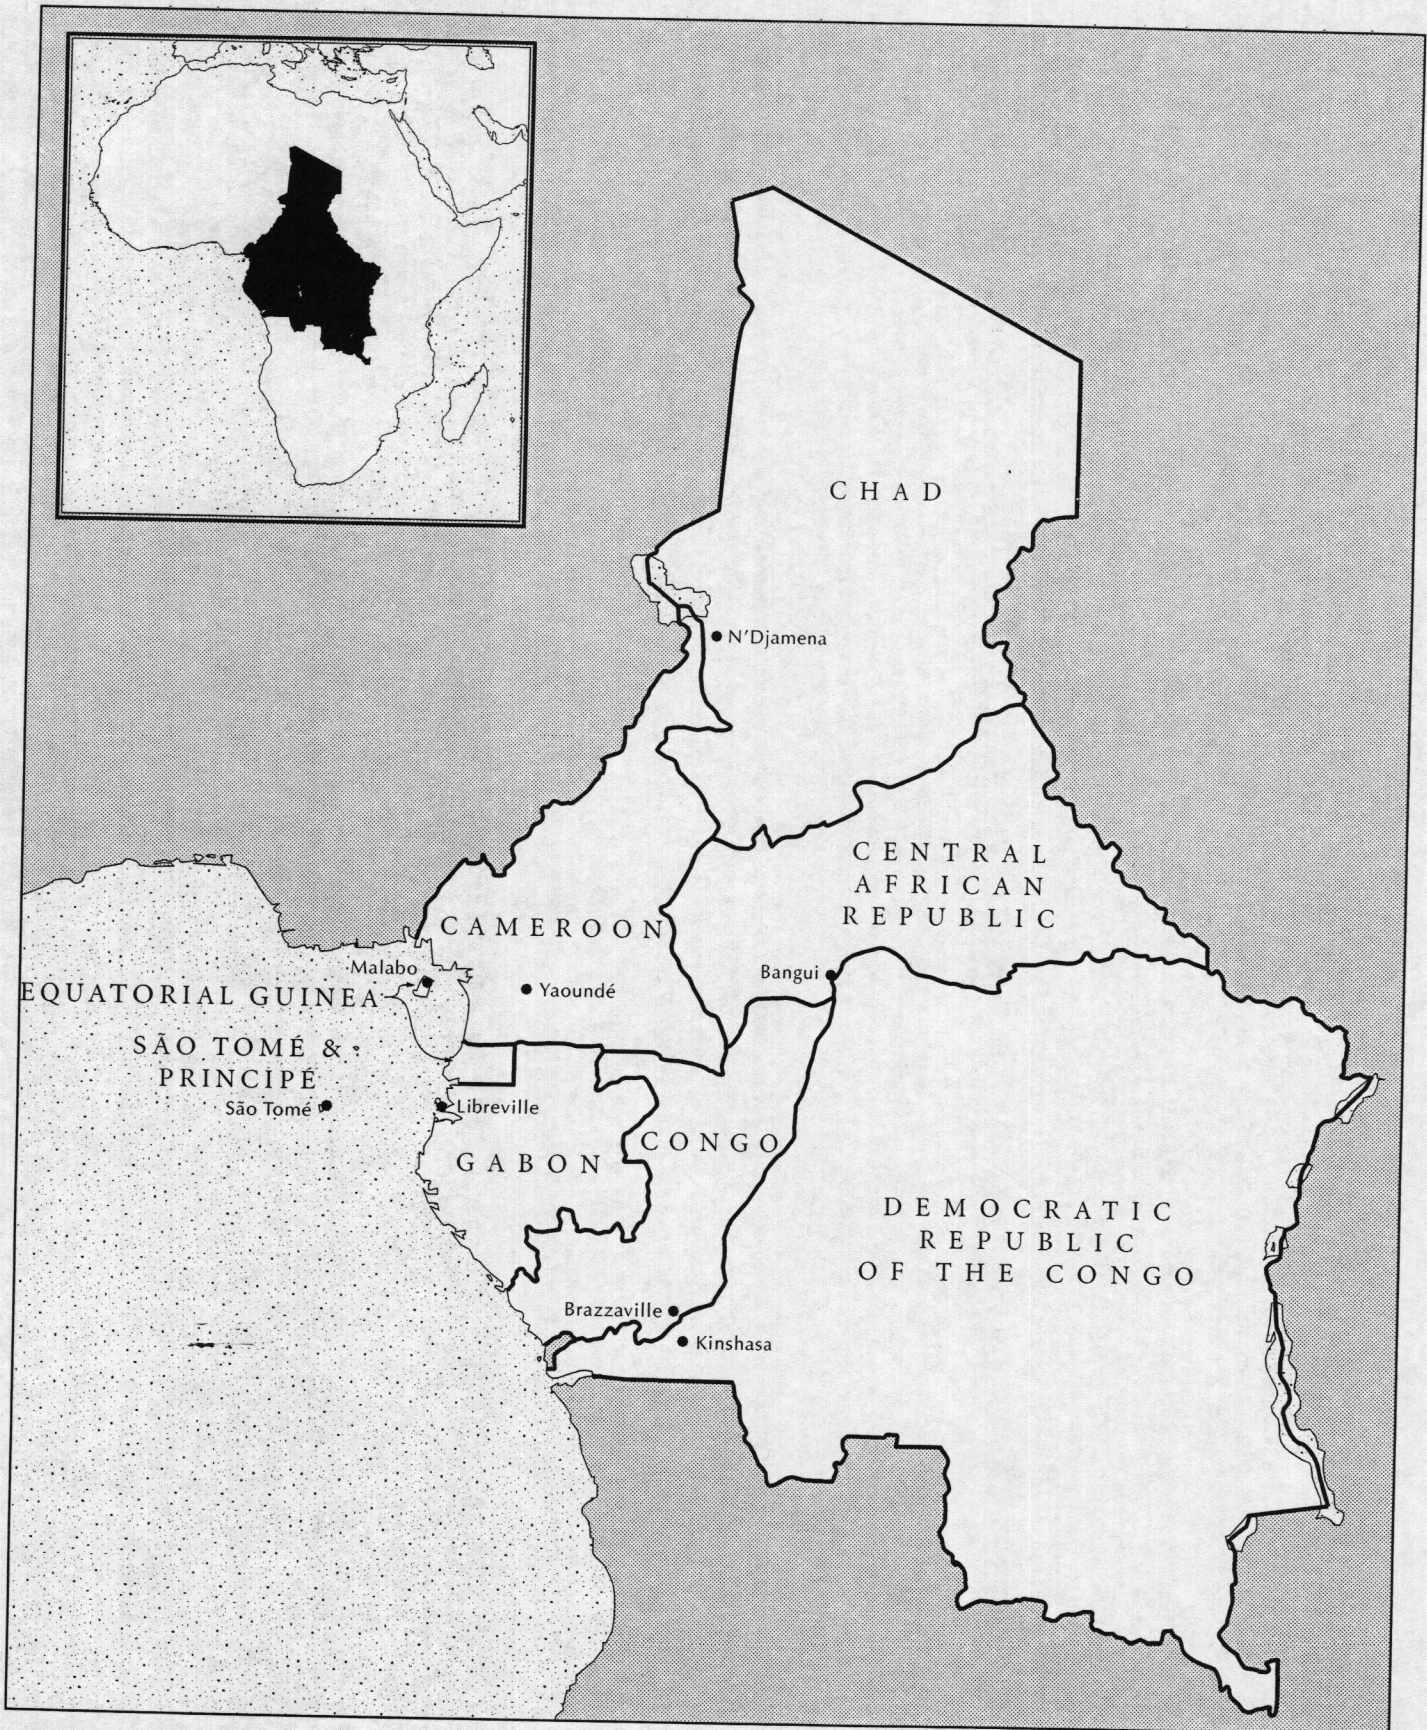 CHAD
N'Djamena
CENTRAL
AFRICAN
REPUBLIC
CAMEROON
Malabo
Bangui
Yaoundé
EQUATORIAL GUINEA
SÃO TOMÉ &
PRINCIPÉ
São Tomé
Libreville
CONGO
GABON
DEMOCRATIC
REPUBLIC
OF THE CONGO
Brazzaville
Kinshasa